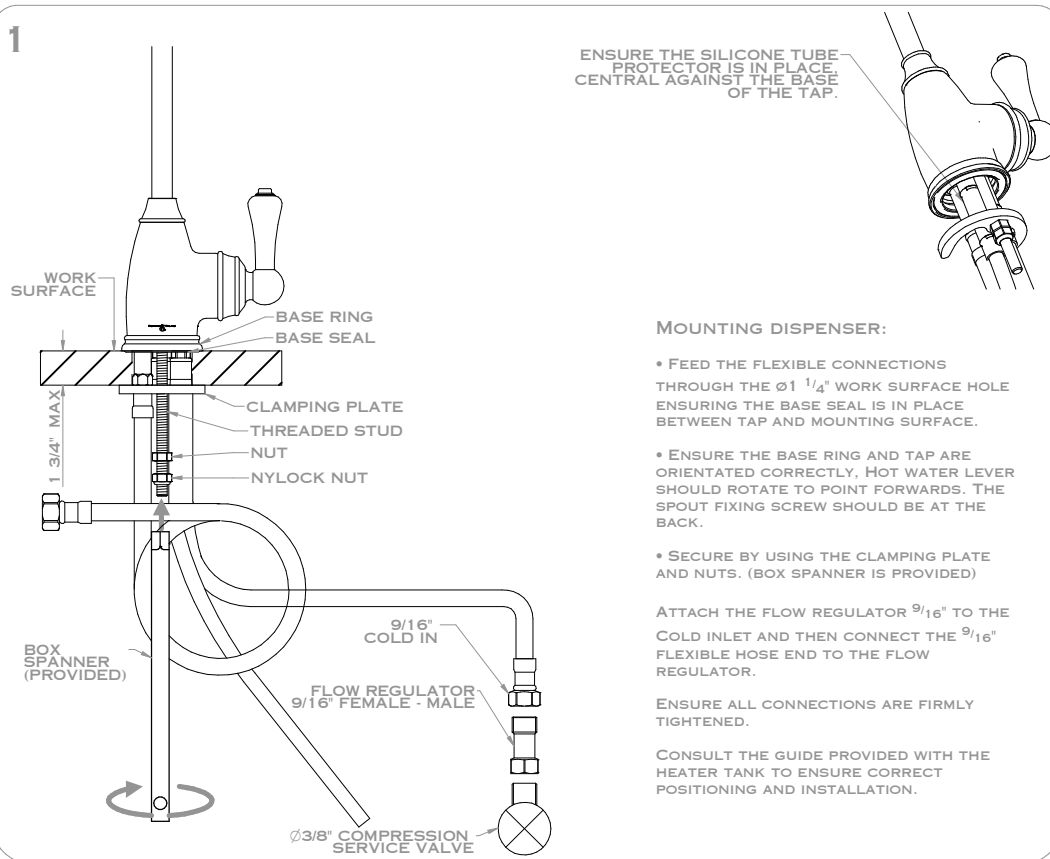 1
ENSURE THE SILICONE TUBE
PROTECTOR IS IN PLACE,
CENTRAL AGAINST THE BASE
OF THE TAP.
WORK
SURFACE
BASE RING
BASE SEAL
1 3/4" MAX
CLAMPING PLATE
THREADED STUD
NUT
NYLOCK NUT
BOX
SPANNER
(PROVIDED)
9/16"
COLD IN
FLOW REGULATOR
9/16" FEMALE - MALE
Ø3/8" COMPRESSION
SERVICE VALVE
MOUNTING DISPENSER:
• FEED THE FLEXIBLE CONNECTIONS
THROUGH THE Ø1 1/4" WORK SURFACE HOLE
ENSURING THE BASE SEAL IS IN PLACE
BETWEEN TAP AND MOUNTING SURFACE.
• ENSURE THE BASE RING AND TAP ARE
ORIENTATED CORRECTLY, HOT WATER LEVER
SHOULD ROTATE TO POINT FORWARDS. THE
SPOUT FIXING SCREW SHOULD BE AT THE
BACK.
• SECURE BY USING THE CLAMPING PLATE
AND NUTS. (BOX SPANNER IS PROVIDED)
ATTACH THE FLOW REGULATOR 9/16" TO THE
COLD INLET AND THEN CONNECT THE 9/16"
FLEXIBLE HOSE END TO THE FLOW
REGULATOR.
ENSURE ALL CONNECTIONS ARE FIRMLY
TIGHTENED.
CONSULT THE GUIDE PROVIDED WITH THE
HEATER TANK TO ENSURE CORRECT
POSITIONING AND INSTALLATION.